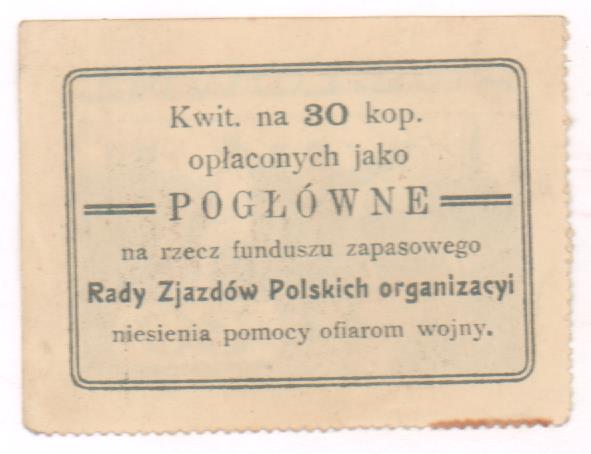 Kwit. na 30 kop.
opłaconych jako
POGŁÓWNE
na rzecz funduszu zapasowego
Rady Zjazdów Polskich organizacyi
niesienia pomocy ofiarom wojny.